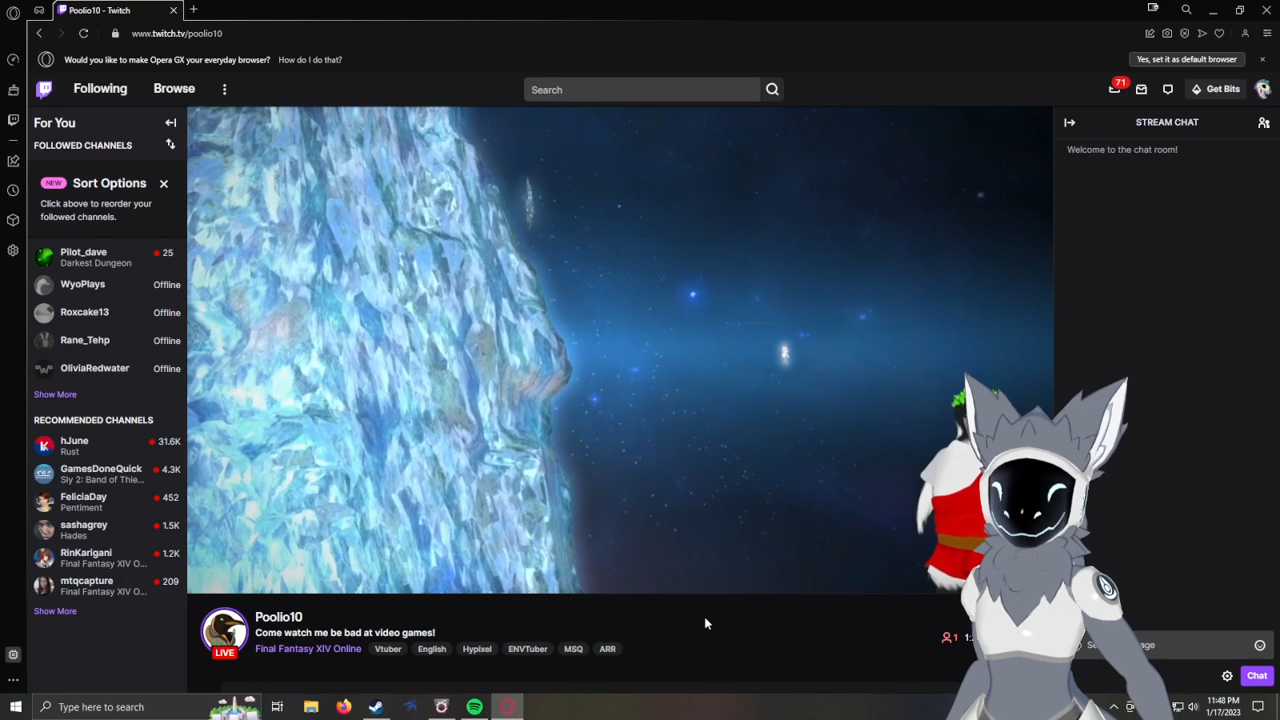 Poolio10 - Twitch
www.twitch.tv/poolio10
Would you like to make Opera GX your everyday browser? How do I do that?
Yes, set it as default browser
Following
Browse
Search
71
Get Bits
For You
FOLLOWED CHANNELS
NEW Sort Options
Click above to reorder your
followed channels.
Pilot_dave 25
Darkest Dungeon
WyoPlays Offline
Roxcake13 Offline
Rane_Tehp Offline
OliviaRedwater Offline
Show More
RECOMMENDED CHANNELS
hJune 31.6K
Rust
GamesDoneQuick 4.3K
Sly 2: Band of Thie...
FeliciaDay 452
Pentiment
sashagrey 1.5K
Hades
RinKarigani 1.2K
Final Fantasy XIV O...
mtqcapture 209
Final Fantasy XIV O...
Show More
STREAM CHAT
Welcome to the chat room!
Poolio10
Come watch me be bad at video games!
Final Fantasy XIV Online Vtuber English Hypixel ENVTuber MSQ ARR
LIVE
1
Chat
Type here to search
11:48 PM
1/17/2023